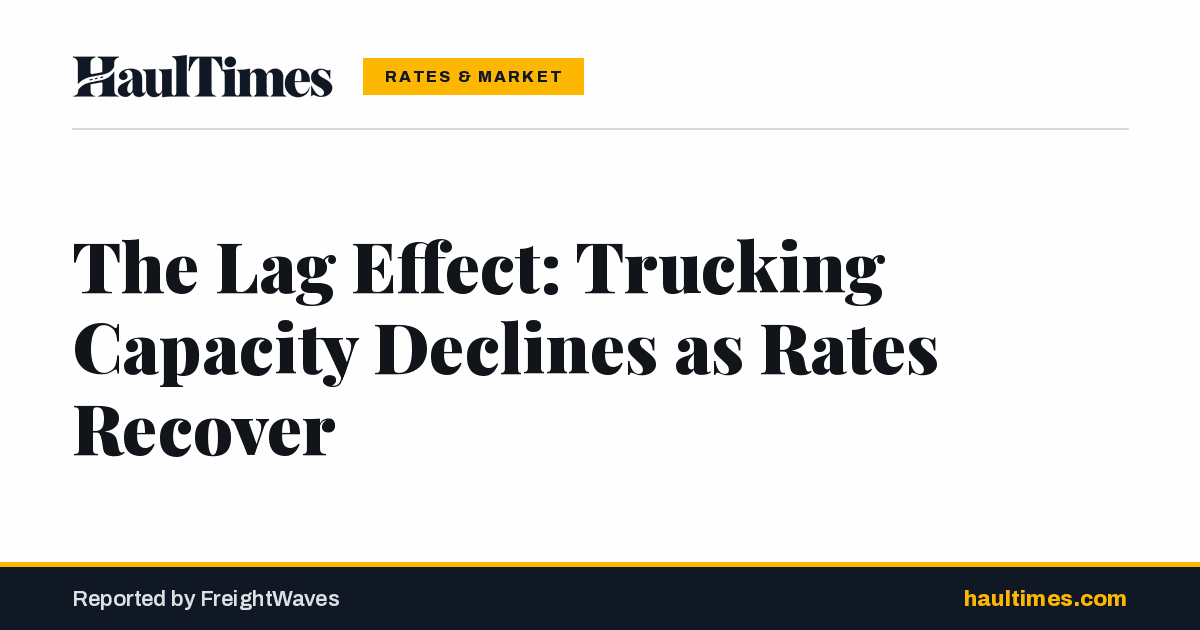 HaulTimes
RATES & MARKET
The Lag Effect: Trucking
Capacity Declines as Rates
Recover
Reported by FreightWaves
haultimes.com